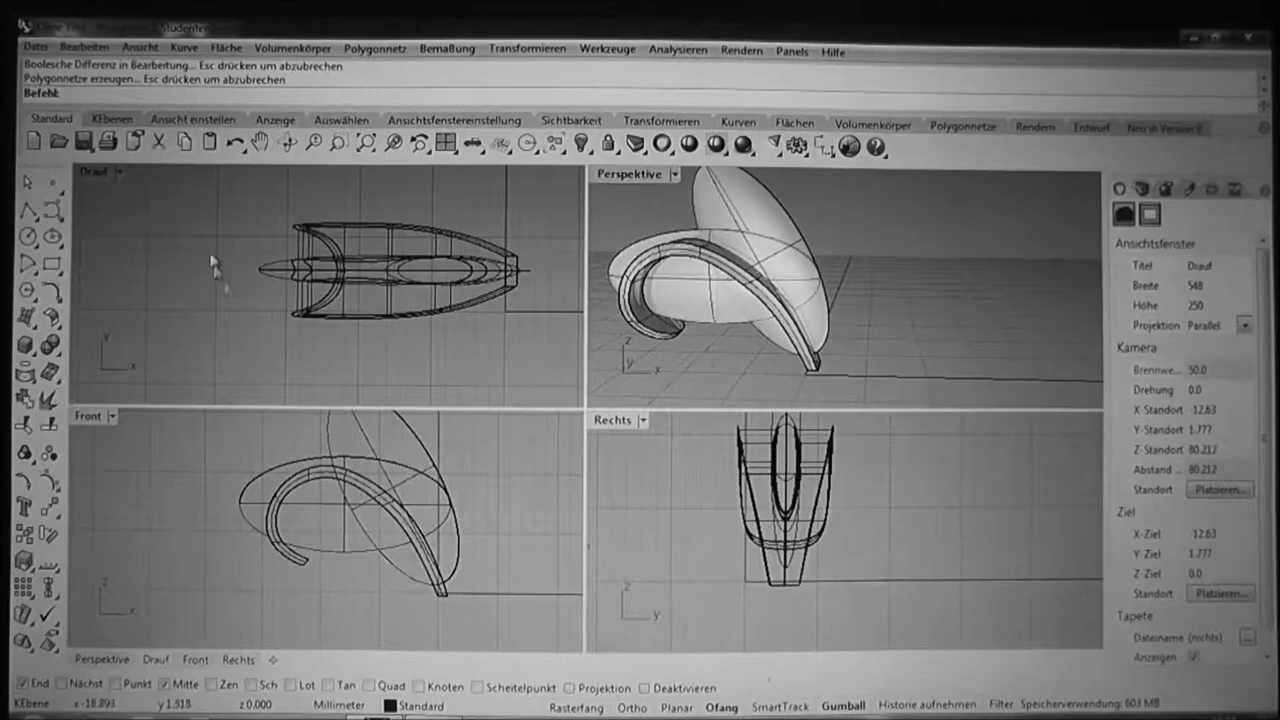 Studenten
Datei Bearbeiten Ansicht Kurve Fläche Volumenkörper Polygonnetz Bemaßung Transformieren Werkzeuge Analysieren Rendern Panels Hilfe
Boolesche Differenz in Bearbeitung... Esc drücken um abzubrechen
Polygonnetze erzeugen... Esc drücken um abzubrechen
Befehl:
Standard KEbenen Ansicht einstellen Anzeige Auswählen Ansichtsfenstereinstellung Sichtbarkeit Transformieren Kurven Flächen Volumenkörper Polygonnetze Rendern Entwurf Neu in Version 5
Drauf
Perspektive
Front
Rechts
z
y x
y
x
z
x
z
y
Ansichtsfenster
Titel Drauf
Breite 548
Höhe 250
Projektion Parallel
Kamera
Brennwe... 50.0
Drehung 0.0
X-Standort -12.63
Y-Standort 1.777
Z-Standort 80.212
Abstand ... 80.212
Standort Platzieren...
Ziel
X-Ziel -12.63
Y-Ziel 1.777
Z-Ziel 0.0
Standort Platzieren...
Tapete
Dateiname (nichts) ...
Anzeigen
Perspektive Drauf Front Rechts
End Nächst Punkt Mitte Zen Sch Lot Tan Quad Knoten Scheitelpunkt Projektion Deaktivieren
KEbene x -18.893 y 1.518 z 0.000 Millimeter Standard Rasterfang Ortho Planar Ofang SmartTrack Gumball Historie aufnehmen Filter Speicherverwendung: 603 MB